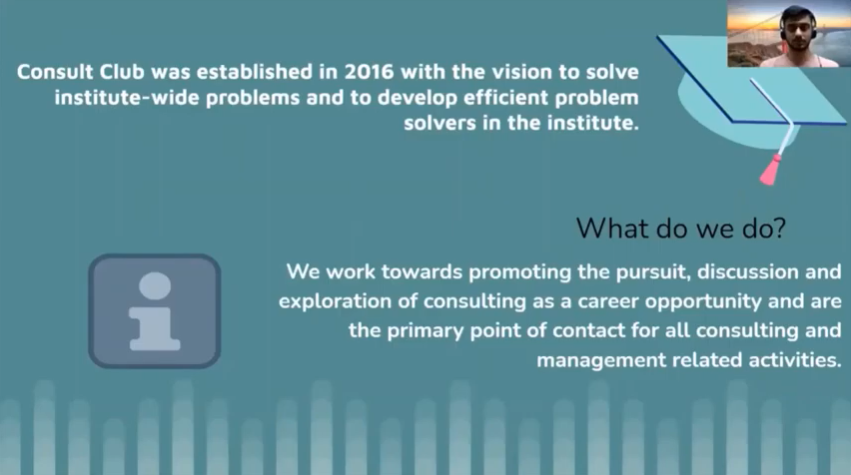 Consult Club was established in 2016 with the vision to solve
institute-wide problems and to develop efficient problem
solvers in the institute.
What do we do?
We work towards promoting the pursuit, discussion and
exploration of consulting as a career opportunity and are
the primary point of contact for all consulting and
management related activities.